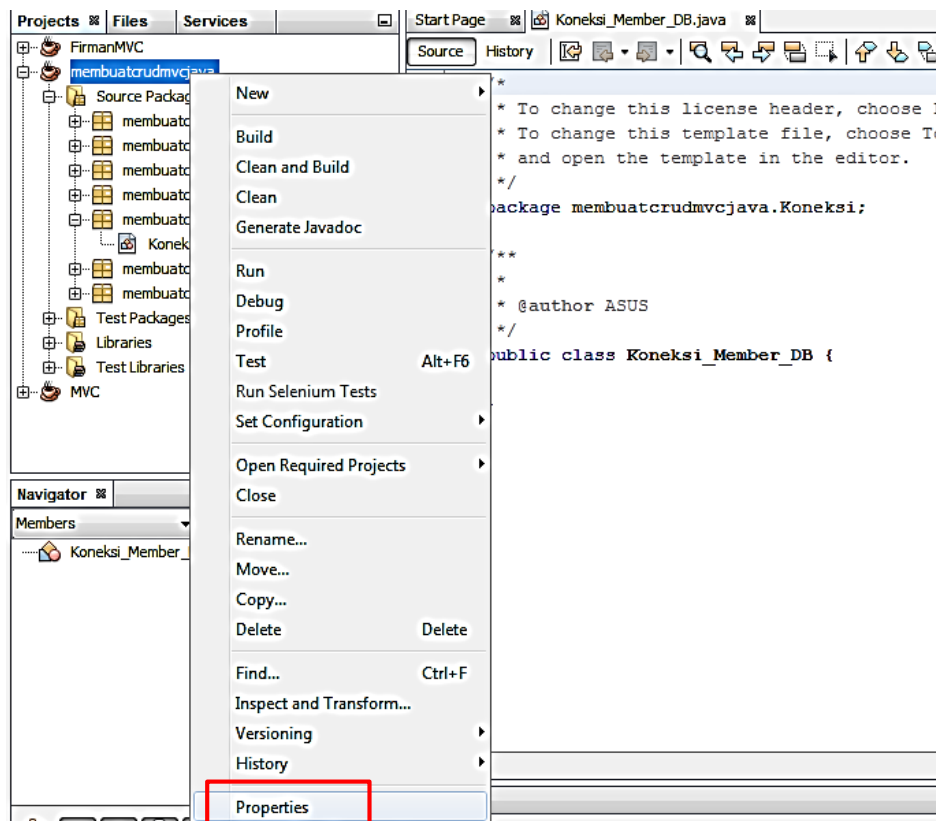 Projects Files Services
FirmanMVC
membuatcrudmvcjava
Source Packag
membuatc
membuatc
membuatc
membuatc
membuatc
Konek
membuatc
membuatc
Test Packages
Libraries
Test Libraries
MVC
Navigator
Members
Koneksi_Member_
New
Build
Clean and Build
Clean
Generate Javadoc
Run
Debug
Profile
Test Alt+F6
Run Selenium Tests
Set Configuration
Open Required Projects
Close
Rename...
Move...
Copy...
Delete Delete
Find... Ctrl+F
Inspect and Transform...
Versioning
History
Properties
Start Page Koneksi_Member_DB.java
Source History
/*
* To change this license header, choose
* To change this template file, choose To
* and open the template in the editor.
*/
package membuatcrudmvcjava.Koneksi;
/**
*
* @author ASUS
*/
public class Koneksi_Member_DB {